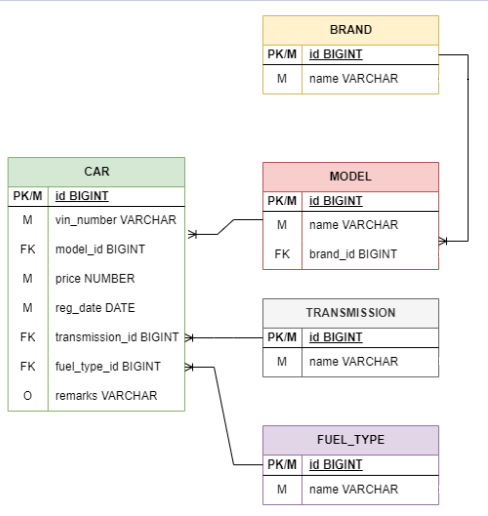 BRAND
PK/M id BIGINT
M name VARCHAR
CAR
PK/M id BIGINT
M vin_number VARCHAR
FK model_id BIGINT
M price NUMBER
M reg_date DATE
FK transmission_id BIGINT
FK fuel_type_id BIGINT
O remarks VARCHAR
MODEL
PK/M id BIGINT
M name VARCHAR
FK brand_id BIGINT
TRANSMISSION
PK/M id BIGINT
M name VARCHAR
FUEL_TYPE
PK/M id BIGINT
M name VARCHAR